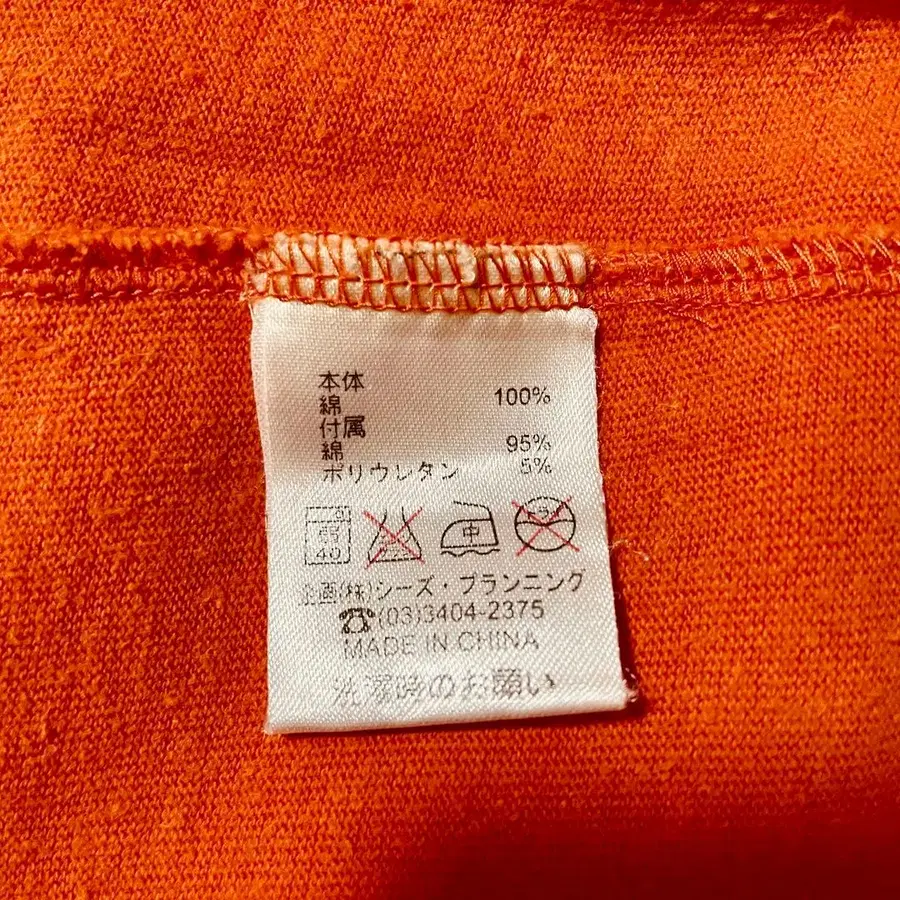 本体
綿 100%
付属
綿 95%
ポリウレタン 5%
40 中
企画(株)シーズ・プランニング
☎(03)3404-2375
MADE IN CHINA
洗濯時のお願い